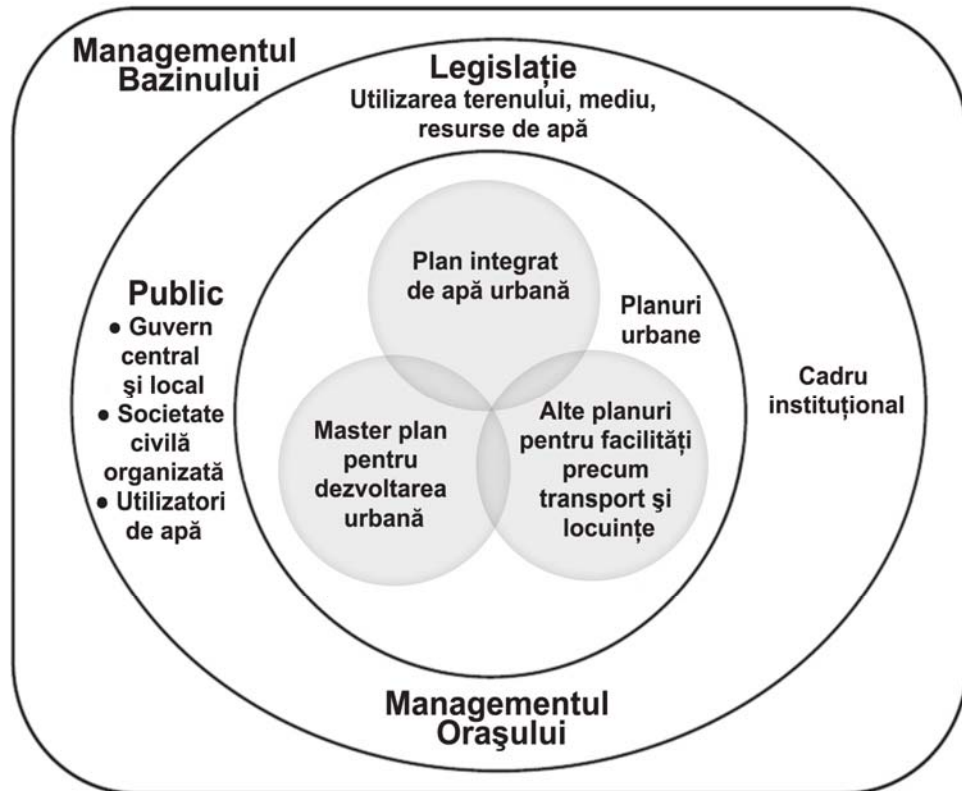 Managementul
Bazinului
Legislație
Utilizarea terenului, mediu,
resurse de apă
Plan integrat
de apă urbană
Planuri
urbane
Public
● Guvern
central
şi local
● Societate
civilă
organizată
● Utilizatori
de apă
Master plan
pentru
dezvoltarea
urbană
Alte planuri
pentru facilități
precum
transport şi
locuințe
Cadru
instituțional
Managementul
Oraşului